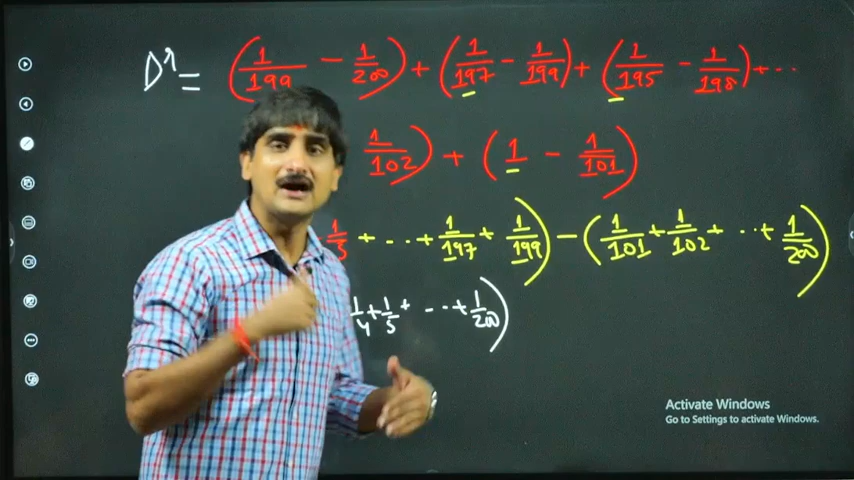 Dʳ = (1/199 − 1/200) + (1/197 − 1/199) + (1/195 − 1/198) + ...
1/102) + (1 − 1/101)
1/3 + ... + 1/197 + 1/199) − (1/101 + 1/102 + ... + 1/200)
1/4 + 1/5 + ... + 1/200)
Activate Windows
Go to Settings to activate Windows.